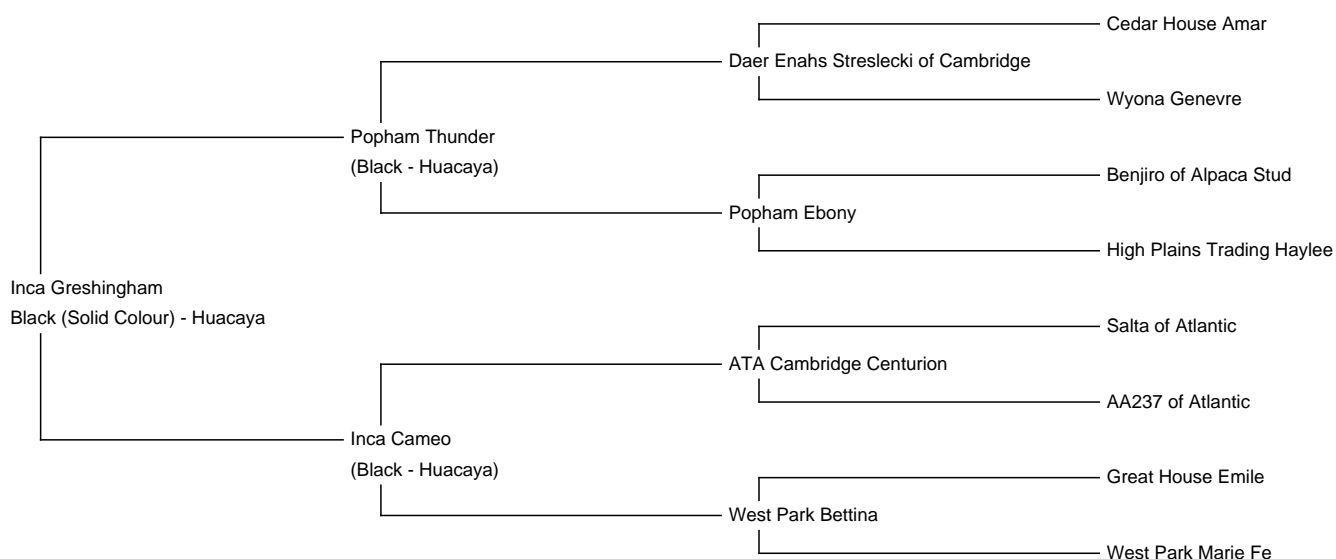 Cedar House Amar
Daer Enahs Streslecki of Cambridge
Wyona Genevre
Popham Thunder
(Black - Huacaya)
Benjiro of Alpaca Stud
Popham Ebony
High Plains Trading Haylee
Inca Greshingham
Black (Solid Colour) - Huacaya
Salta of Atlantic
ATA Cambridge Centurion
AA237 of Atlantic
Inca Cameo
(Black - Huacaya)
Great House Emile
West Park Bettina
West Park Marie Fe